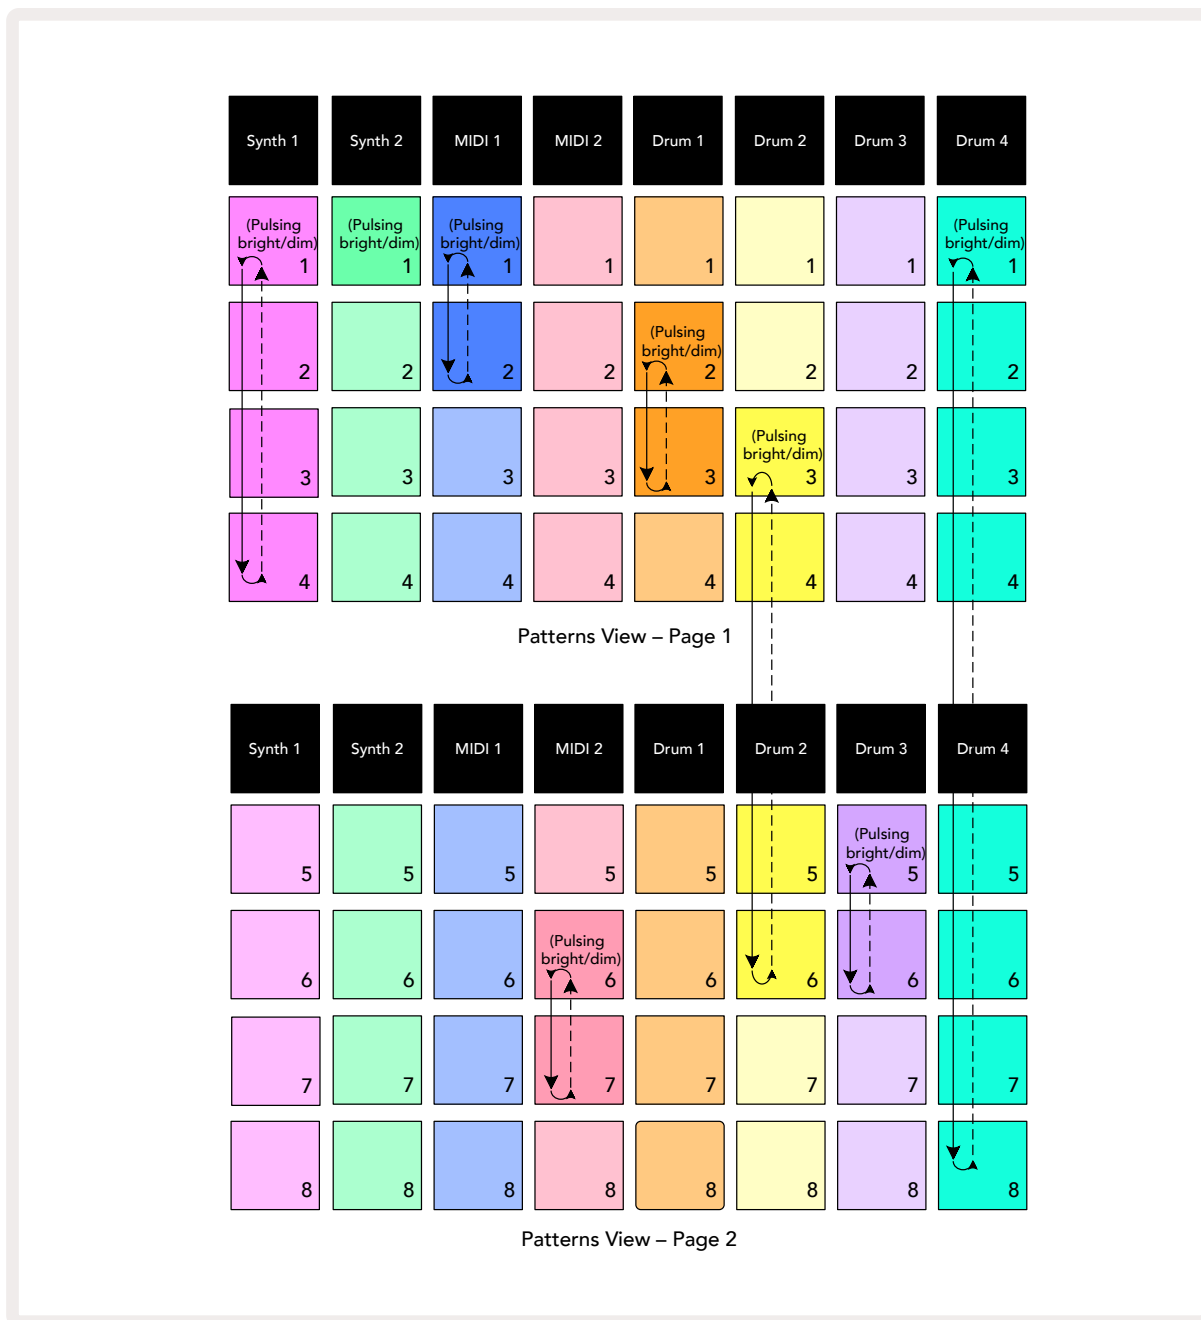 Synth 1 Synth 2 MIDI 1 MIDI 2 Drum 1 Drum 2 Drum 3 Drum 4
(Pulsing (Pulsing (Pulsing (Pulsing
bright/dim) bright/dim) bright/dim) bright/dim)
1 1 1 1 1 1 1 1
(Pulsing
bright/dim)
2 2 2 2 2 2 2 2
(Pulsing
bright/dim)
3 3 3 3 3 3 3 3
4 4 4 4 4 4 4 4
Patterns View – Page 1
Synth 1 Synth 2 MIDI 1 MIDI 2 Drum 1 Drum 2 Drum 3 Drum 4
(Pulsing
bright/dim)
5 5 5 5 5 5 5 5
(Pulsing
bright/dim)
6 6 6 6 6 6 6 6
7 7 7 7 7 7 7 7
8 8 8 8 8 8 8 8
Patterns View – Page 2